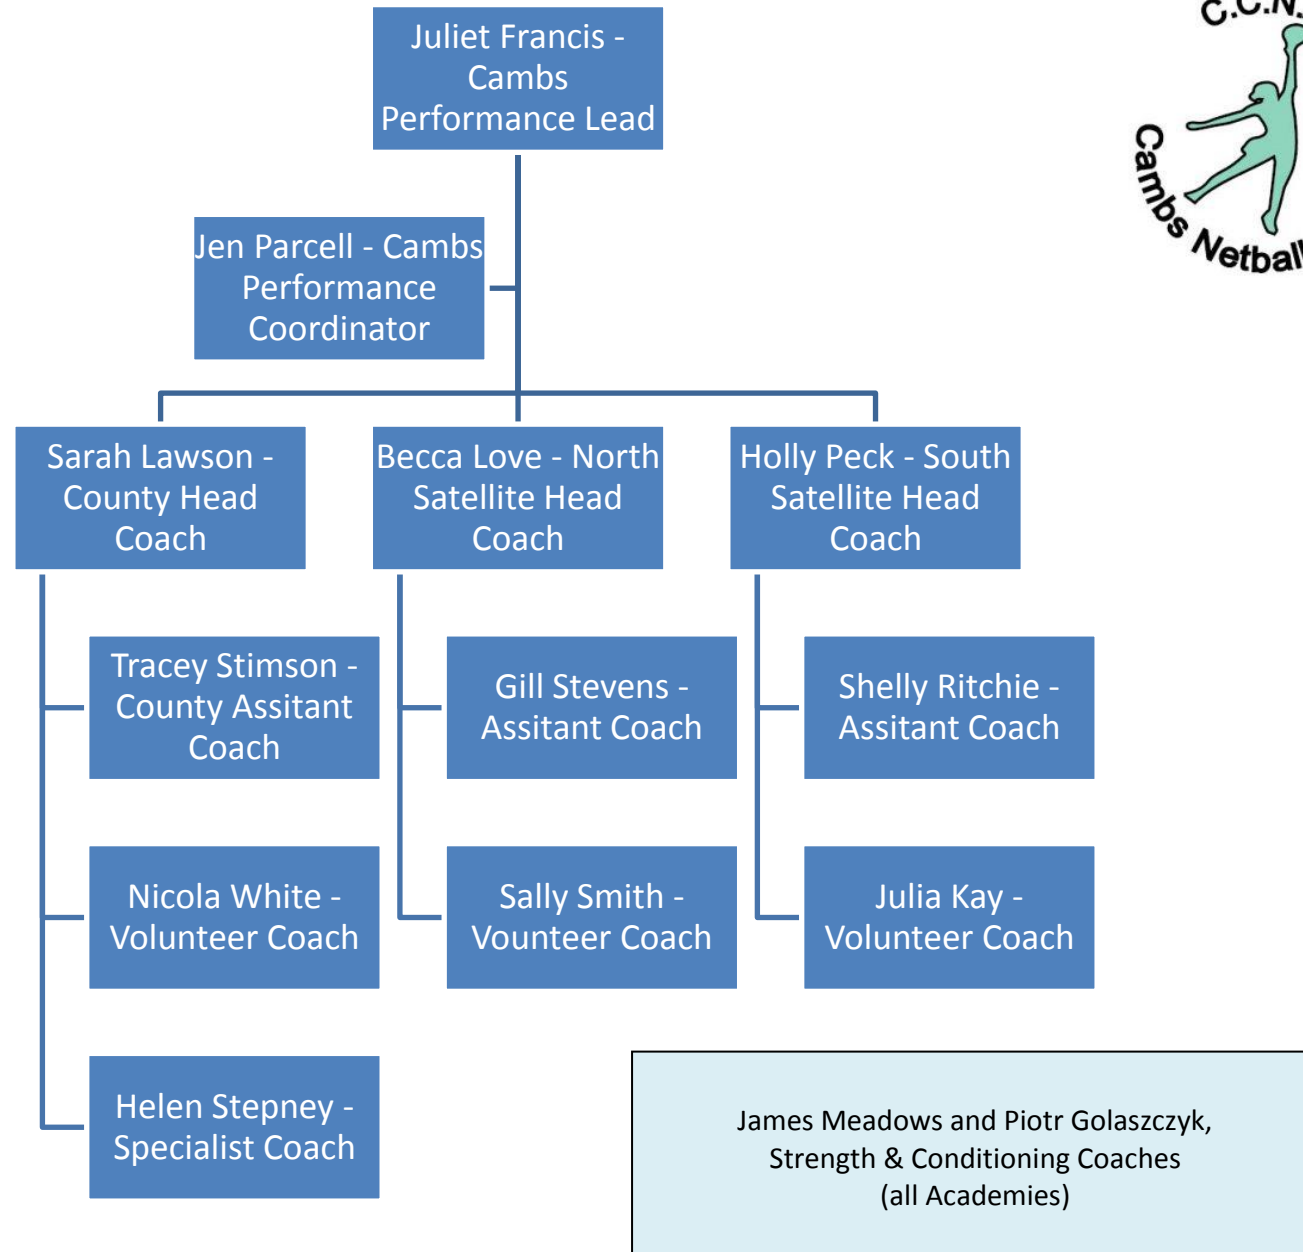 Juliet Francis -
Cambs
Performance Lead
C.C.N.
Cambs Netball
Jen Parcell - Cambs
Performance
Coordinator
Sarah Lawson -
County Head
Coach
Becca Love - North
Satellite Head
Coach
Holly Peck - South
Satellite Head
Coach
Tracey Stimson -
County Assitant
Coach
Gill Stevens -
Assitant Coach
Shelly Ritchie -
Assitant Coach
Nicola White -
Volunteer Coach
Sally Smith -
Vounteer Coach
Julia Kay -
Volunteer Coach
Helen Stepney -
Specialist Coach
James Meadows and Piotr Golaszczyk,
Strength & Conditioning Coaches
(all Academies)